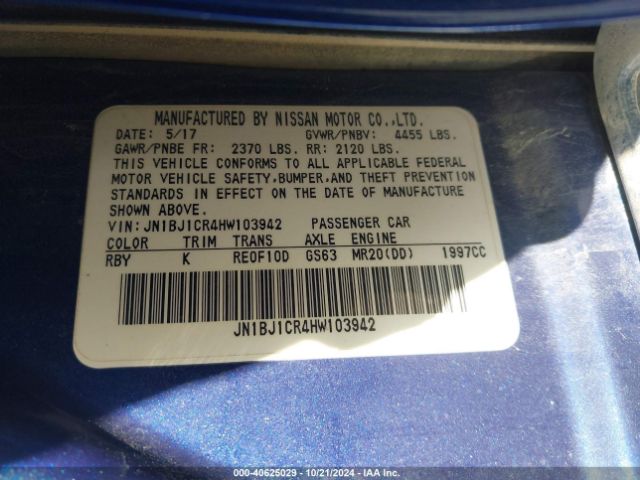 MANUFACTURED BY NISSAN MOTOR CO.,LTD.
DATE: 5/17 GVWR/PNBV: 4455 LBS.
GAWR/PNBE FR: 2370 LBS. RR: 2120 LBS.
THIS VEHICLE CONFORMS TO ALL APPLICABLE FEDERAL
MOTOR VEHICLE SAFETY,BUMPER,AND THEFT PREVENTION
STANDARDS IN EFFECT ON THE DATE OF MANUFACTURE
SHOWN ABOVE.
VIN: JN1BJ1CR4HW103942 PASSENGER CAR
COLOR TRIM TRANS AXLE ENGINE
RBY K RE0F10D GS63 MR20(DD) 1997CC
JN1BJ1CR4HW103942
000-40625029 - 10/21/2024 - IAA Inc.